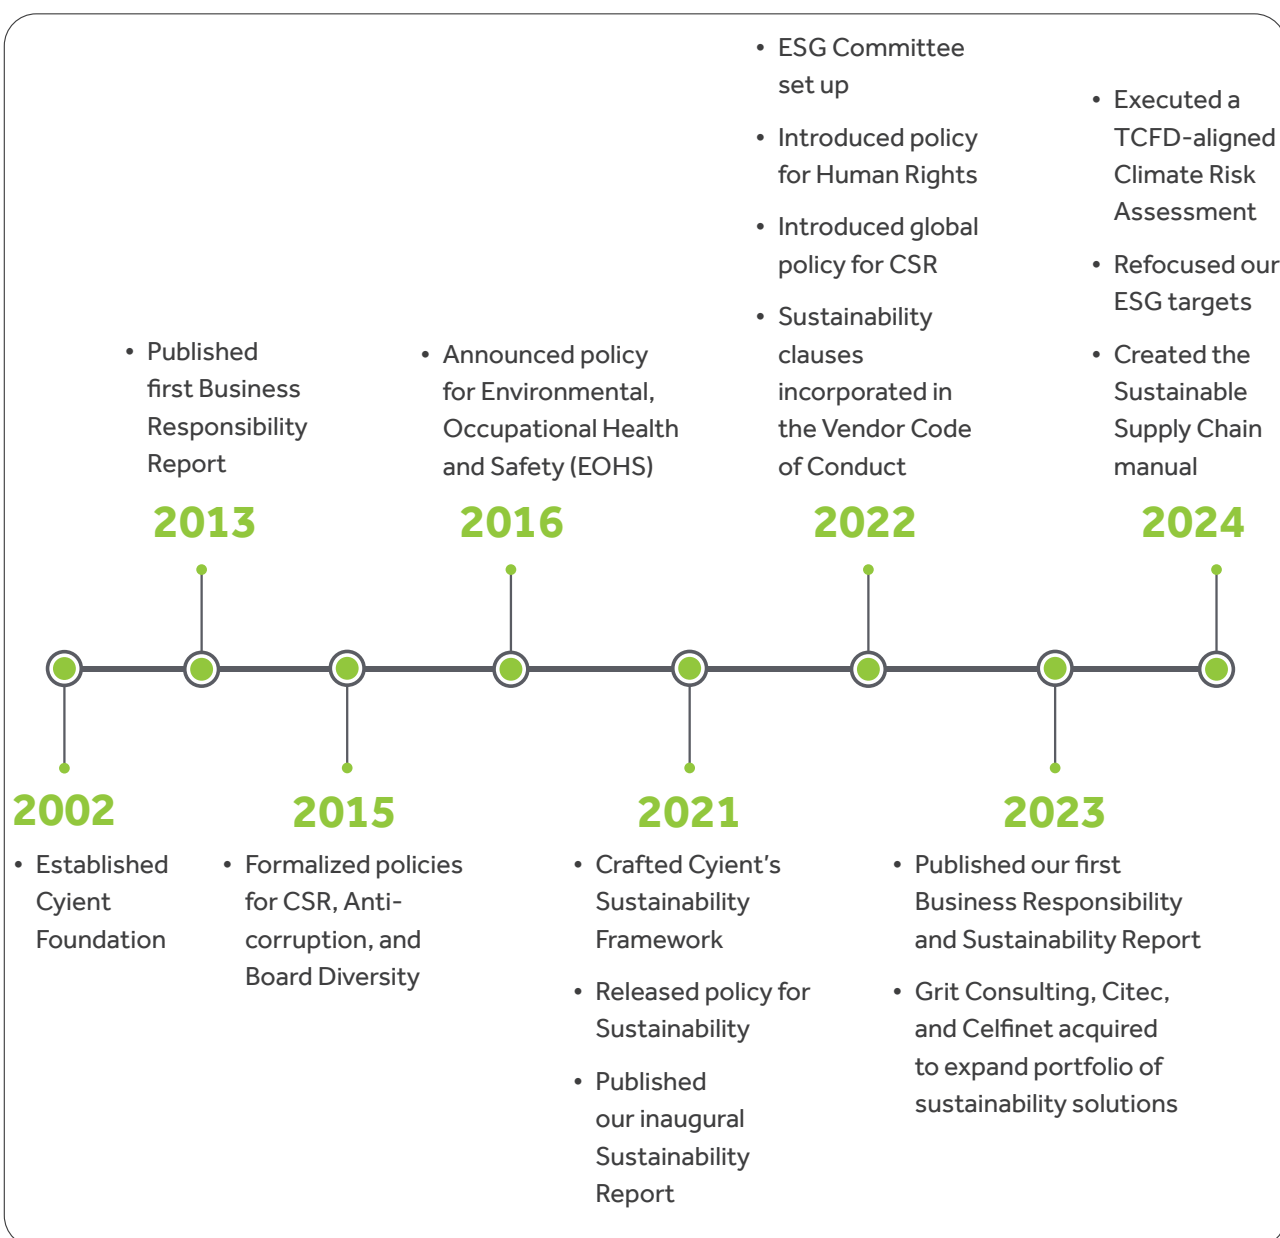 • Published
first Business
Responsibility
Report
2013
• Announced policy
for Environmental,
Occupational Health
and Safety (EOHS)
2016
• ESG Committee
set up
• Introduced policy
for Human Rights
• Introduced global
policy for CSR
• Sustainability
clauses
incorporated in
the Vendor Code
of Conduct
2022
• Executed a
TCFD-aligned
Climate Risk
Assessment
• Refocused our
ESG targets
• Created the
Sustainable
Supply Chain
manual
2024
2002
• Established
Cyient
Foundation
2015
• Formalized policies
for CSR, Anti-
corruption, and
Board Diversity
2021
• Crafted Cyient’s
Sustainability
Framework
• Released policy for
Sustainability
• Published
our inaugural
Sustainability
Report
2023
• Published our first
Business Responsibility
and Sustainability Report
• Grit Consulting, Citec,
and Celfinet acquired
to expand portfolio of
sustainability solutions